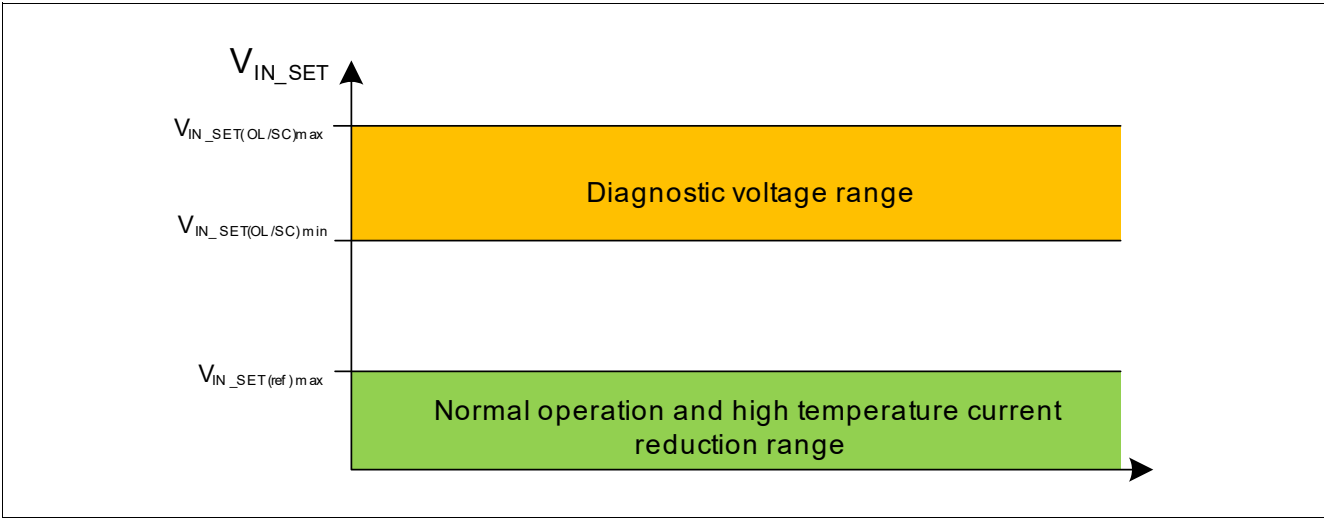 VIN_SET
VIN_SET(OL/SC)max
Diagnostic voltage range
VIN_SET(OL/SC)min
VIN_SET(ref)max
Normal operation and high temperature current
reduction range